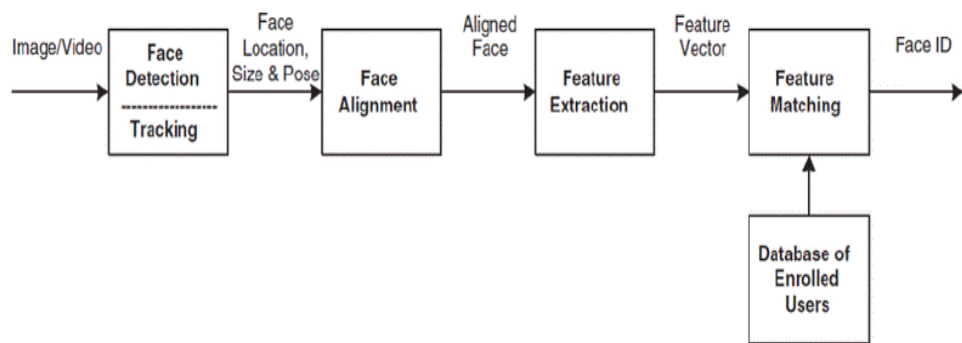 Image/Video
Face
Detection
-------------------
Tracking
Face
Location,
Size & Pose
Face
Alignment
Aligned
Face
Feature
Extraction
Feature
Vector
Feature
Matching
Face ID
Database of
Enrolled
Users